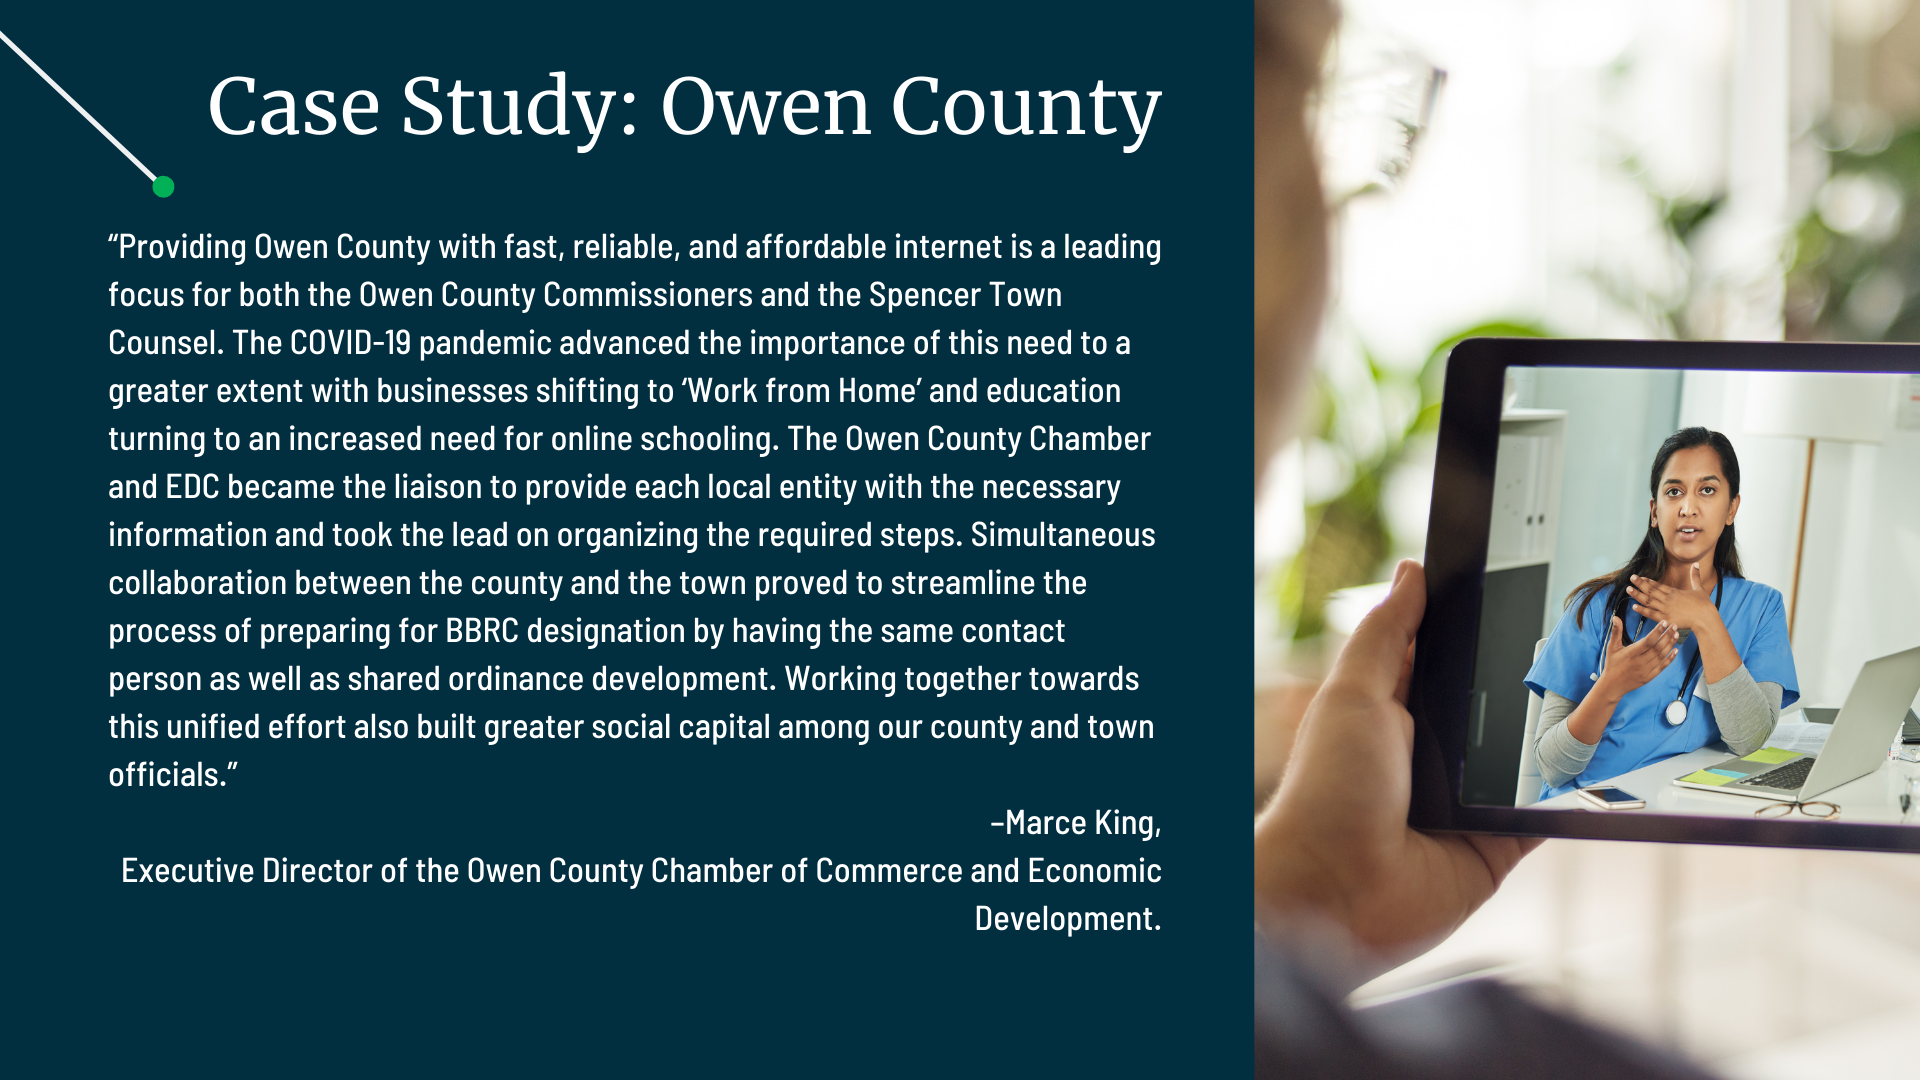 Case Study: Owen County
“Providing Owen County with fast, reliable, and affordable internet is a leading
focus for both the Owen County Commissioners and the Spencer Town
Counsel. The COVID-19 pandemic advanced the importance of this need to a
greater extent with businesses shifting to ‘Work from Home’ and education
turning to an increased need for online schooling. The Owen County Chamber
and EDC became the liaison to provide each local entity with the necessary
information and took the lead on organizing the required steps. Simultaneous
collaboration between the county and the town proved to streamline the
process of preparing for BBRC designation by having the same contact
person as well as shared ordinance development. Working together towards
this unified effort also built greater social capital among our county and town
officials.”
–Marce King,
Executive Director of the Owen County Chamber of Commerce and Economic
Development.